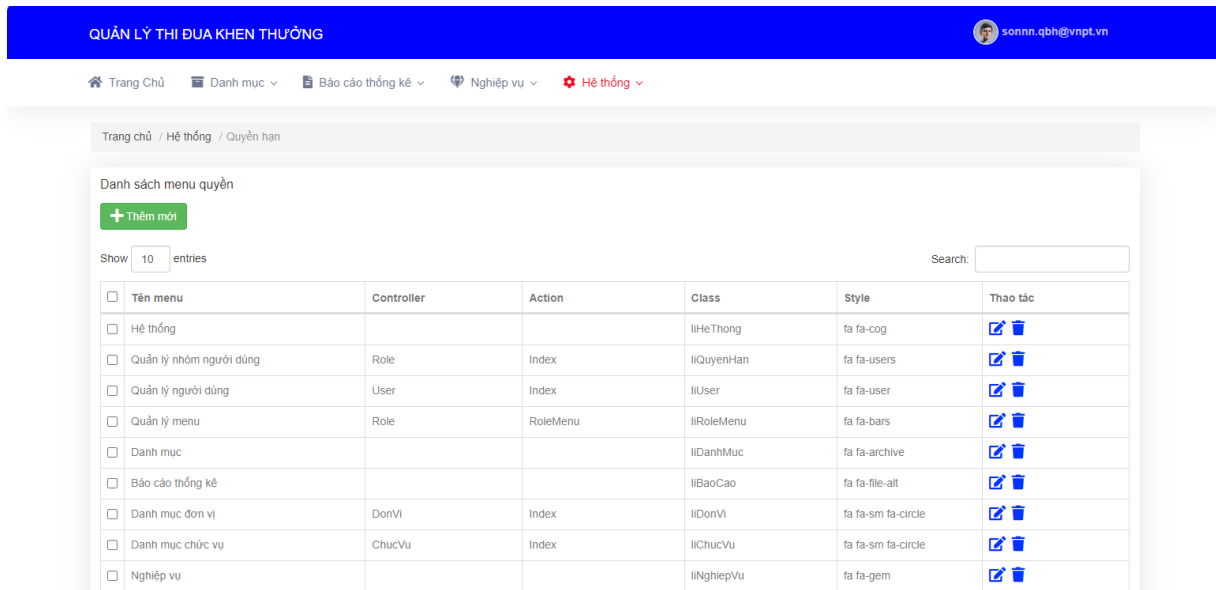 QUẢN LÝ THI ĐUA KHEN THƯỞNG sonnn.qbh@vnpt.vn
Trang Chủ Danh mục Báo cáo thống kê Nghiệp vụ Hệ thống
Trang chủ / Hệ thống / Quyền hạn
Danh sách menu quyền
Thêm mới
Show 10 entries Search:
Tên menu Controller Action Class Style Thao tác
Hệ thống liHeThong fa fa-cog
Quản lý nhóm người dùng Role Index liQuyenHan fa fa-users
Quản lý người dùng User Index liUser fa fa-user
Quản lý menu Role RoleMenu liRoleMenu fa fa-bars
Danh mục liDanhMuc fa fa-archive
Báo cáo thống kê liBaoCao fa fa-file-alt
Danh mục đơn vị DonVi Index liDonVi fa fa-sm fa-circle
Danh mục chức vụ ChucVu Index liChucVu fa fa-sm fa-circle
Nghiệp vụ liNghiepVu fa fa-gem